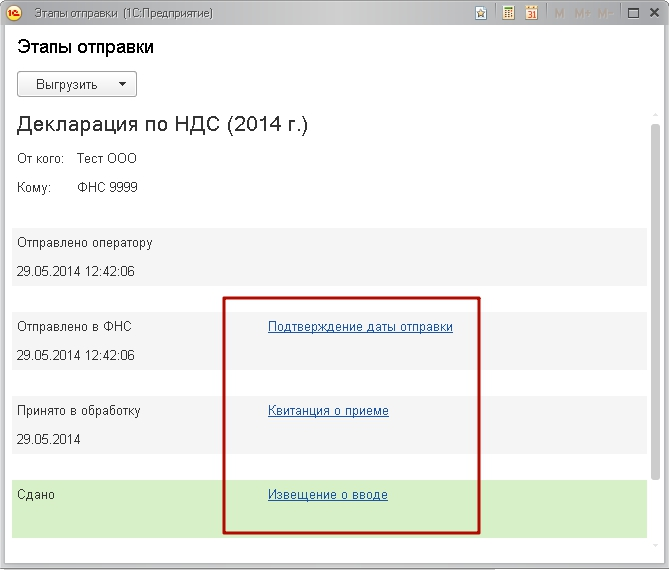 Этапы отправки (1С:Предприятие)
M M+ M-
Этапы отправки
Выгрузить
Декларация по НДС (2014 г.)
От кого: Тест ООО
Кому: ФНС 9999
Отправлено оператору
29.05.2014 12:42:06
Отправлено в ФНС Подтверждение даты отправки
29.05.2014 12:42:06
Принято в обработку Квитанция о приеме
29.05.2014
Сдано Извещение о вводе